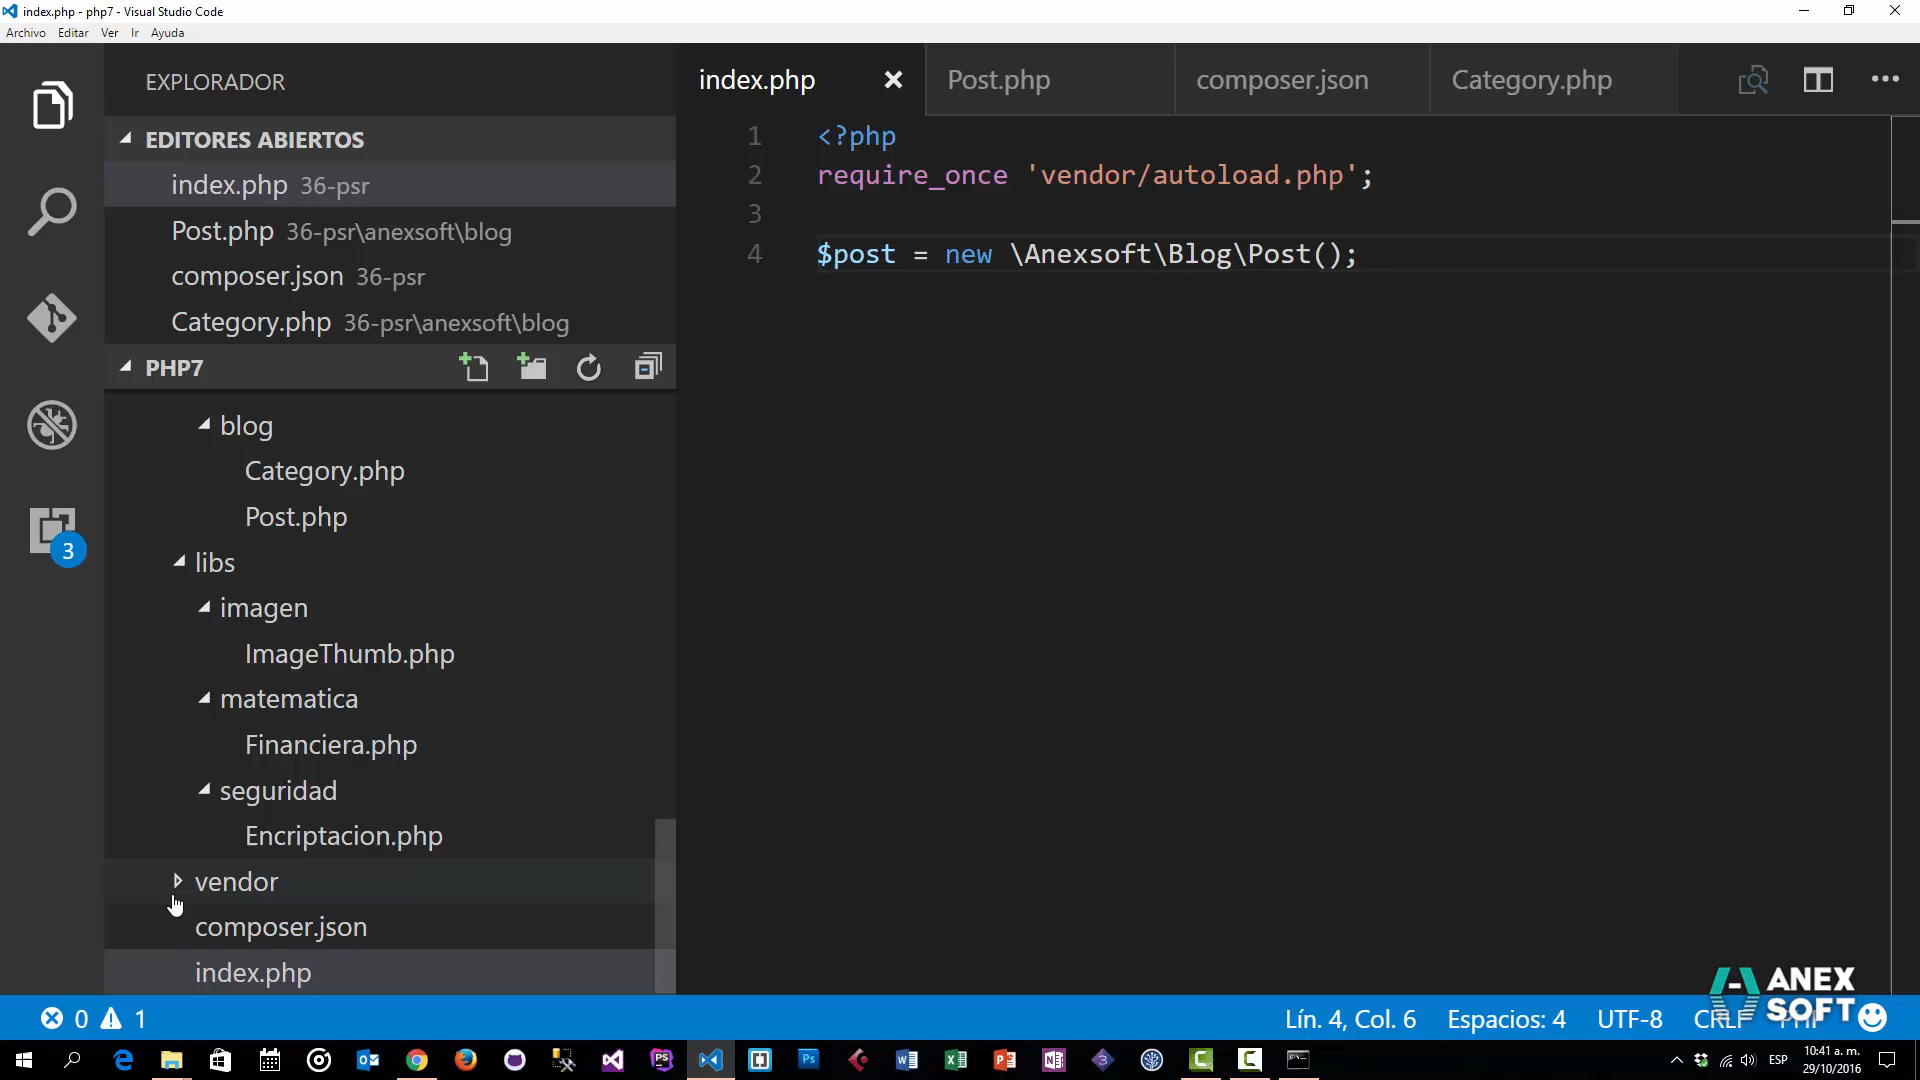 index.php - php7 - Visual Studio Code
Archivo Editar Ver Ir Ayuda
EXPLORADOR
EDITORES ABIERTOS
index.php 36-psr
Post.php 36-psr\anexsoft\blog
composer.json 36-psr
Category.php 36-psr\anexsoft\blog
PHP7
blog
Category.php
Post.php
libs
imagen
ImageThumb.php
matematica
Financiera.php
seguridad
Encriptacion.php
vendor
composer.json
index.php
3
index.php Post.php composer.json Category.php
1 <?php
2 require_once 'vendor/autoload.php';
3
4 $post = new \Anexsoft\Blog\Post();
ANEX
SOFT
0 1 Lín. 4, Col. 6 Espacios: 4 UTF-8 CRLF PHP
ESP 10:41 a. m.
29/10/2016